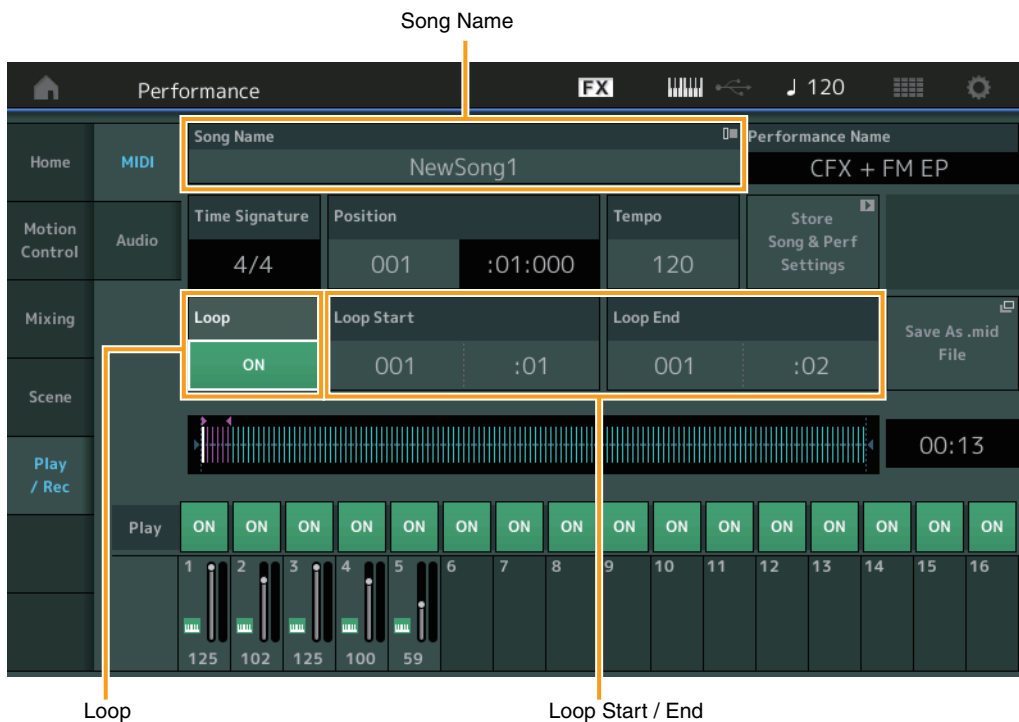 Song Name
Performance
FX
120
Home
MIDI
Song Name
NewSong1
Performance Name
CFX + FM EP
Motion
Control
Audio
Time Signature
4/4
Position
001 :01:000
Tempo
120
Store
Song & Perf
Settings
Mixing
Loop
ON
Loop Start
001 :01
Loop End
001 :02
Save As .mid
File
Scene
00:13
Play
/ Rec
Play ON ON ON ON ON ON ON ON ON ON ON ON ON ON ON ON
1 2 3 4 5 6 7 8 9 10 11 12 13 14 15 16
125 102 125 100 59
Loop
Loop Start / End